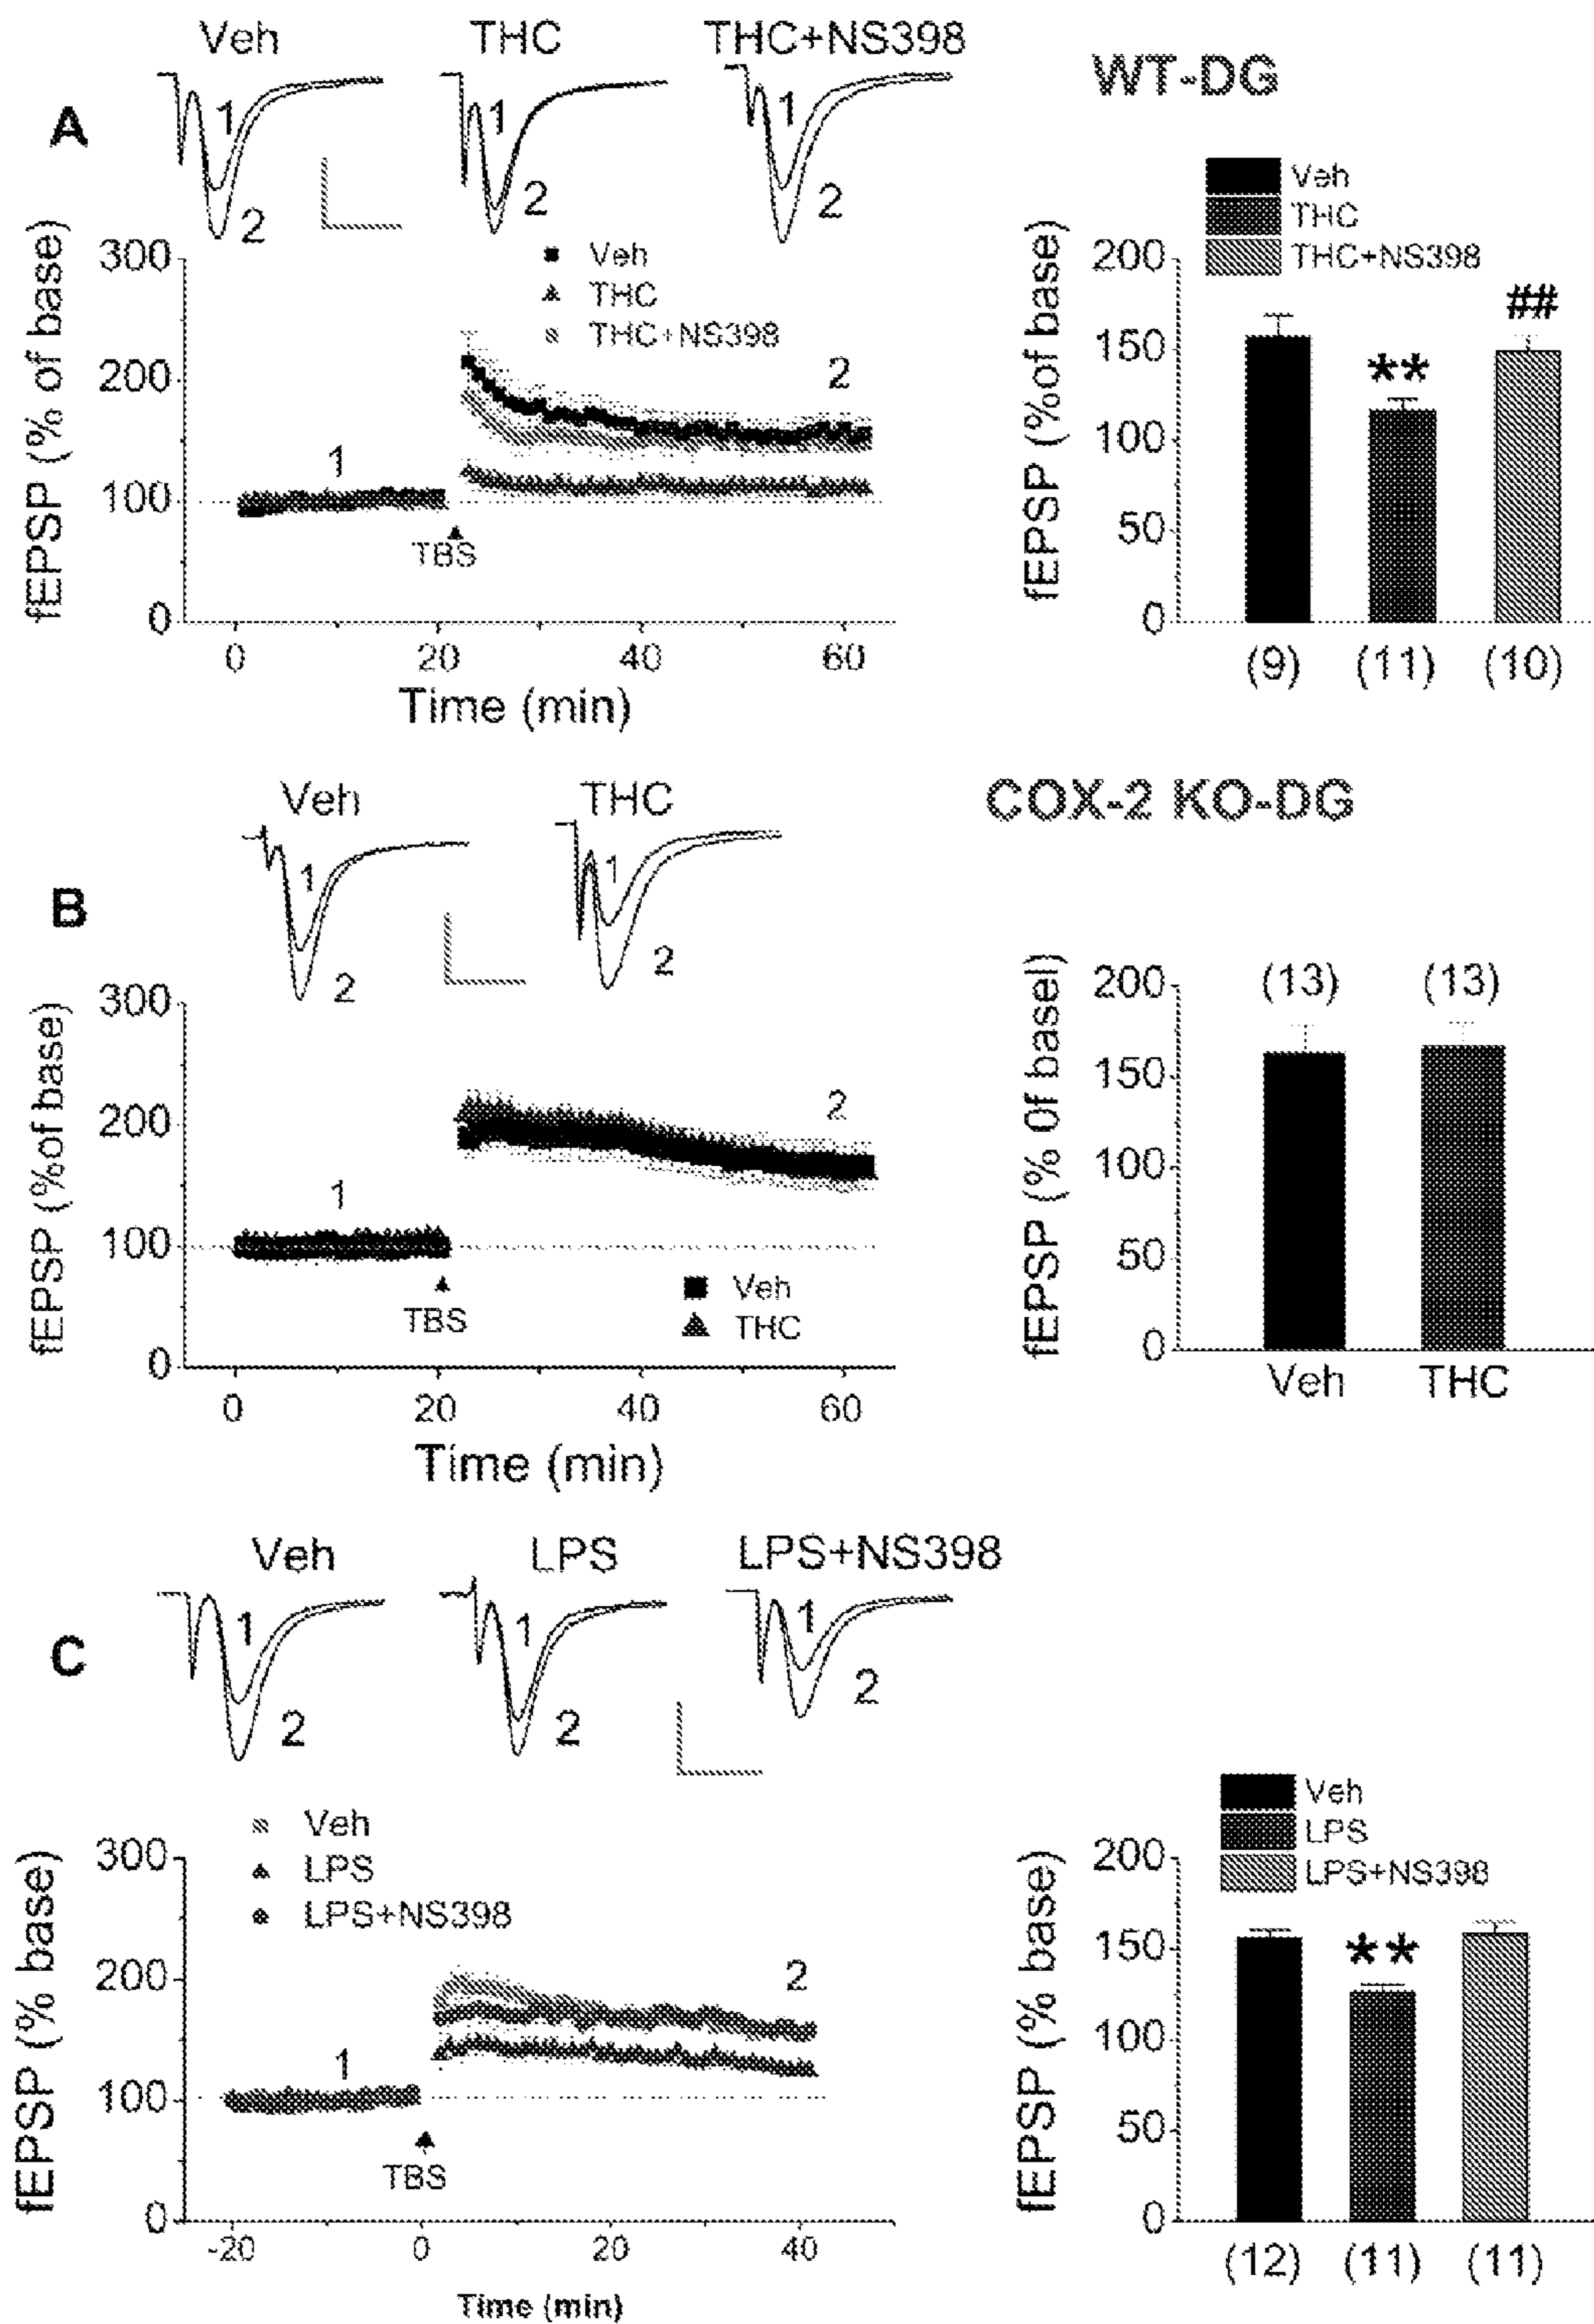 Veh THC THC+NS398
WT-DG
A
1 1 1
2 2 2
Veh
THC
THC+NS398
fEPSP (% of base)
300
200
100
0
1
2
TBS
0 20 40 60
Time (min)
Veh
THC
THC+NS398
fEPSP (%of base)
200
150
100
50
0
**
##
(9) (11) (10)
Veh THC
COX-2 KO-DG
B
1 1
2 2
fEPSP (%of base)
300
200
100
0
1
2
TBS
Veh
THC
0 20 40 60
Time (min)
fEPSP (% 0f basel)
200
150
100
50
0
(13) (13)
Veh THC
Veh LPS LPS+NS398
C
1 1 1
2 2 2
Veh
LPS
LPS+NS398
fEPSP (% base)
300
200
100
0
1
2
TBS
-20 0 20 40
Time (min)
Veh
LPS
LPS+NS398
fEPSP (% base)
200
150
100
50
0
**
(12) (11) (11)